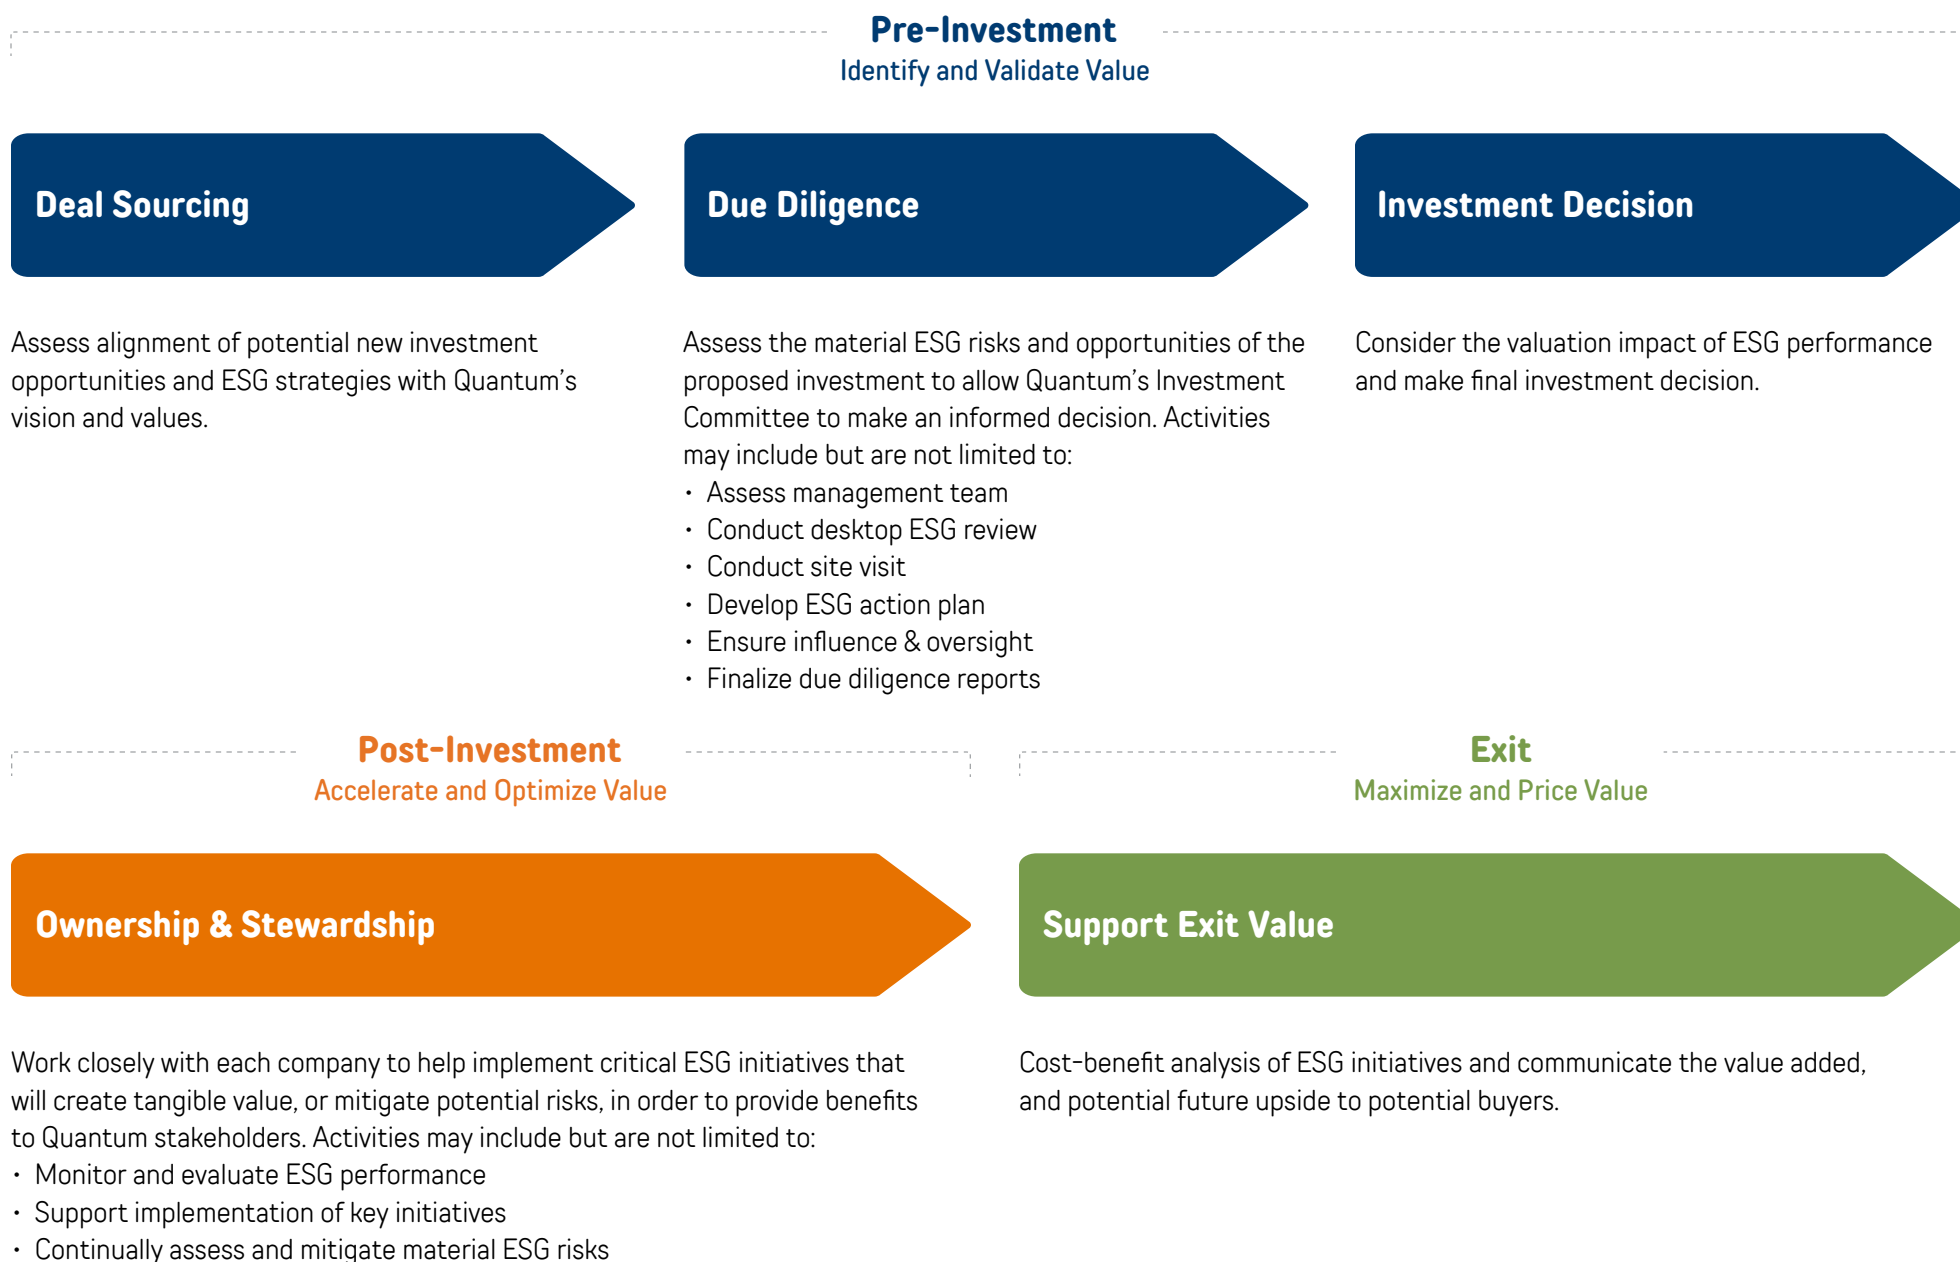 Pre-Investment
Identify and Validate Value
Deal Sourcing
Assess alignment of potential new investment
opportunities and ESG strategies with Quantum’s
vision and values.
Due Diligence
Assess the material ESG risks and opportunities of the
proposed investment to allow Quantum’s Investment
Committee to make an informed decision. Activities
may include but are not limited to:
• Assess management team
• Conduct desktop ESG review
• Conduct site visit
• Develop ESG action plan
• Ensure influence & oversight
• Finalize due diligence reports
Investment Decision
Consider the valuation impact of ESG performance
and make final investment decision.
Post-Investment
Accelerate and Optimize Value
Ownership & Stewardship
Work closely with each company to help implement critical ESG initiatives that
will create tangible value, or mitigate potential risks, in order to provide benefits
to Quantum stakeholders. Activities may include but are not limited to:
• Monitor and evaluate ESG performance
• Support implementation of key initiatives
• Continually assess and mitigate material ESG risks
Exit
Maximize and Price Value
Support Exit Value
Cost-benefit analysis of ESG initiatives and communicate the value added,
and potential future upside to potential buyers.